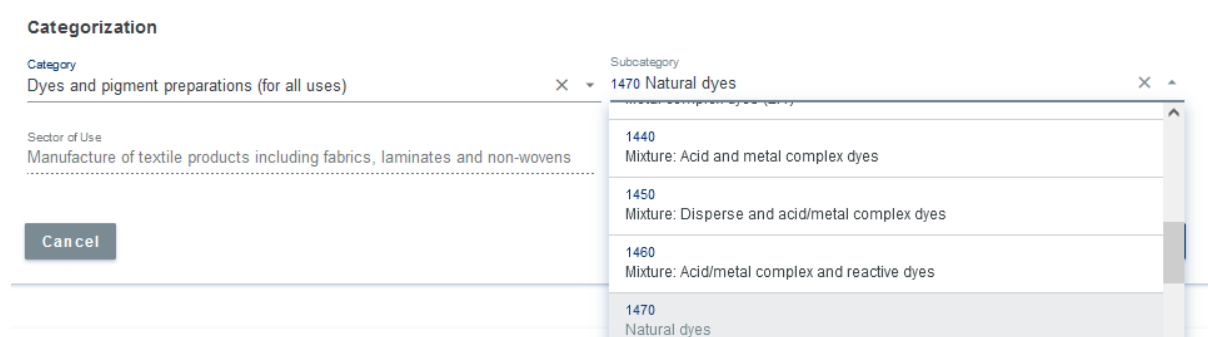 Categorization
Category
Dyes and pigment preparations (for all uses)
Subcategory
1470 Natural dyes
Sector of Use
Manufacture of textile products including fabrics, laminates and non-wovens
1440
Mixture: Acid and metal complex dyes
1450
Mixture: Disperse and acid/metal complex dyes
1460
Mixture: Acid/metal complex and reactive dyes
1470
Natural dyes
Cancel